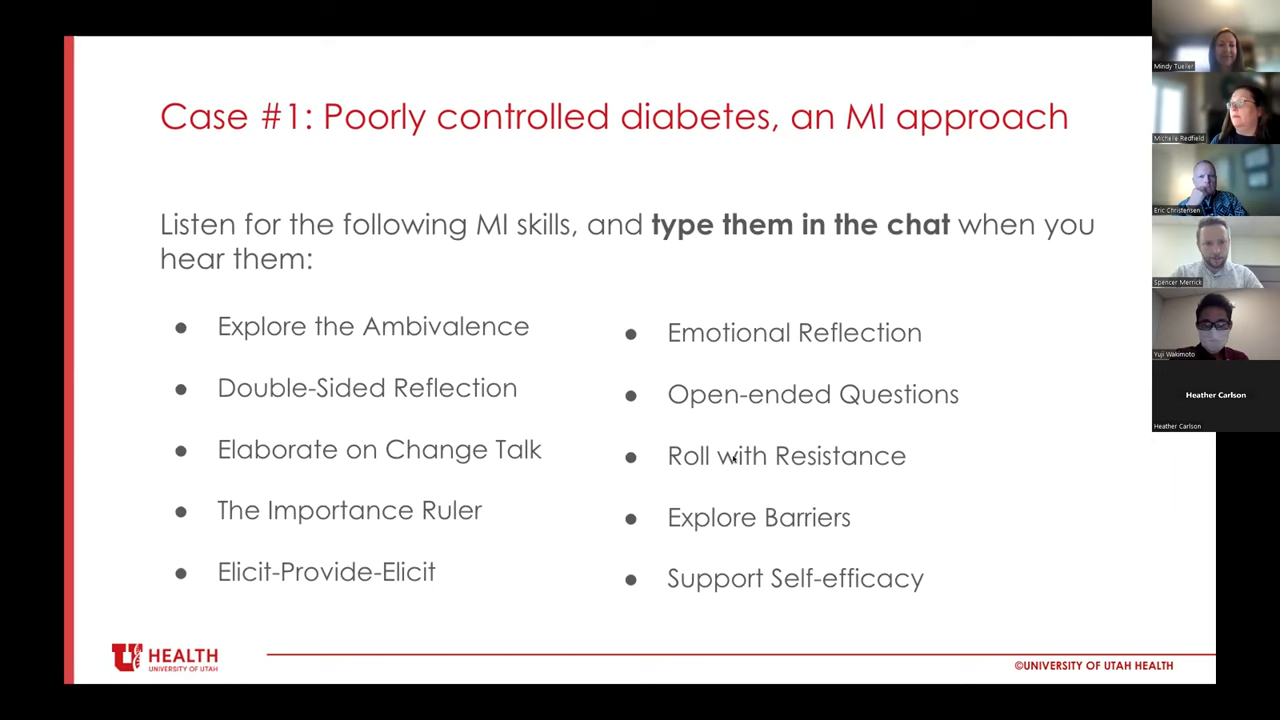 Case #1: Poorly controlled diabetes, an MI approach
Listen for the following MI skills, and type them in the chat when you
hear them:
● Explore the Ambivalence
● Double-Sided Reflection
● Elaborate on Change Talk
● The Importance Ruler
● Elicit-Provide-Elicit
● Emotional Reflection
● Open-ended Questions
● Roll with Resistance
● Explore Barriers
● Support Self-efficacy
HEALTH
UNIVERSITY OF UTAH
©UNIVERSITY OF UTAH HEALTH
Mindy Tueller
Michelle Redfield
Eric Christensen
Spencer Merrick
Yuji Wakimoto
Heather Carlson
Heather Carlson